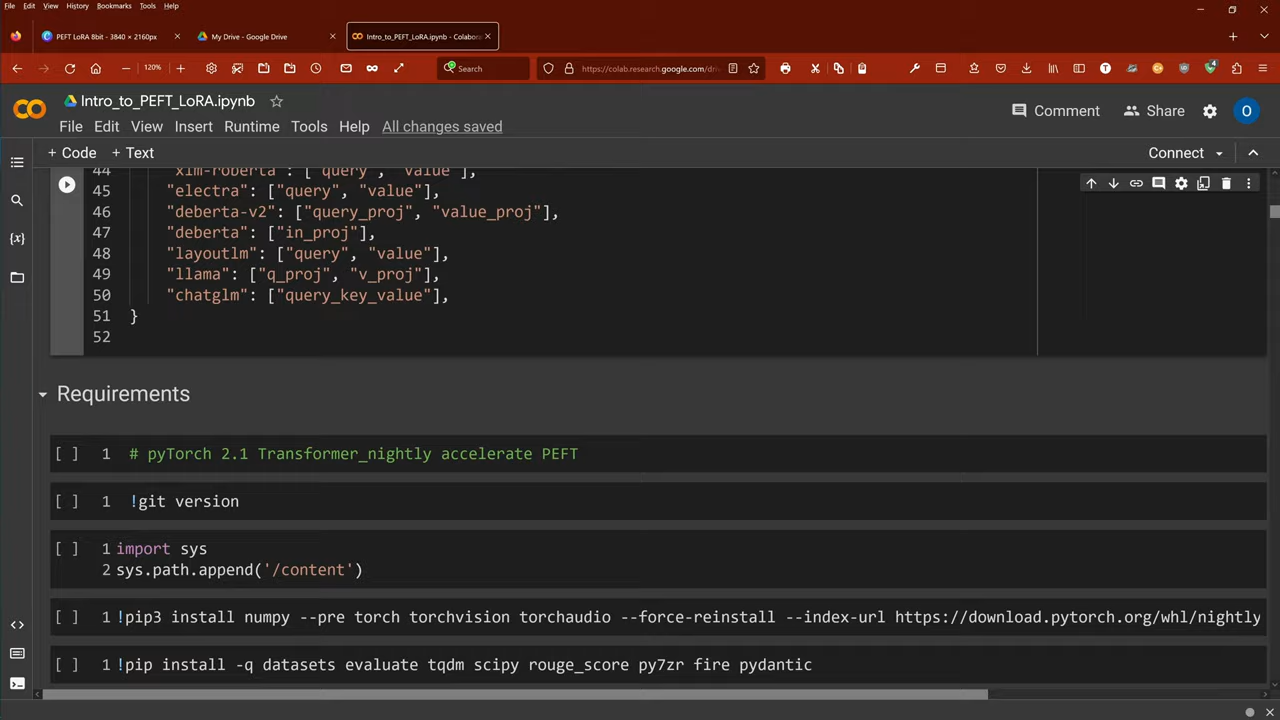 File Edit View History Bookmarks Tools Help
PEFT LoRA 8bit - 3840 × 2160px
My Drive - Google Drive
Intro_to_PEFT_LoRA.ipynb - Colabora
120%
Search
https://colab.research.google.com/dri
Intro_to_PEFT_LoRA.ipynb
Comment Share O
File Edit View Insert Runtime Tools Help All changes saved
+ Code + Text Connect
44 "xlm-roberta": ["query", "value"],
45 "electra": ["query", "value"],
46 "deberta-v2": ["query_proj", "value_proj"],
47 "deberta": ["in_proj"],
48 "layoutlm": ["query", "value"],
49 "llama": ["q_proj", "v_proj"],
50 "chatglm": ["query_key_value"],
51 }
52
Requirements
[ ] 1 # pyTorch 2.1 Transformer_nightly accelerate PEFT
[ ] 1 !git version
[ ] 1 import sys
2 sys.path.append('/content')
[ ] 1 !pip3 install numpy --pre torch torchvision torchaudio --force-reinstall --index-url https://download.pytorch.org/whl/nightly
[ ] 1 !pip install -q datasets evaluate tqdm scipy rouge_score py7zr fire pydantic